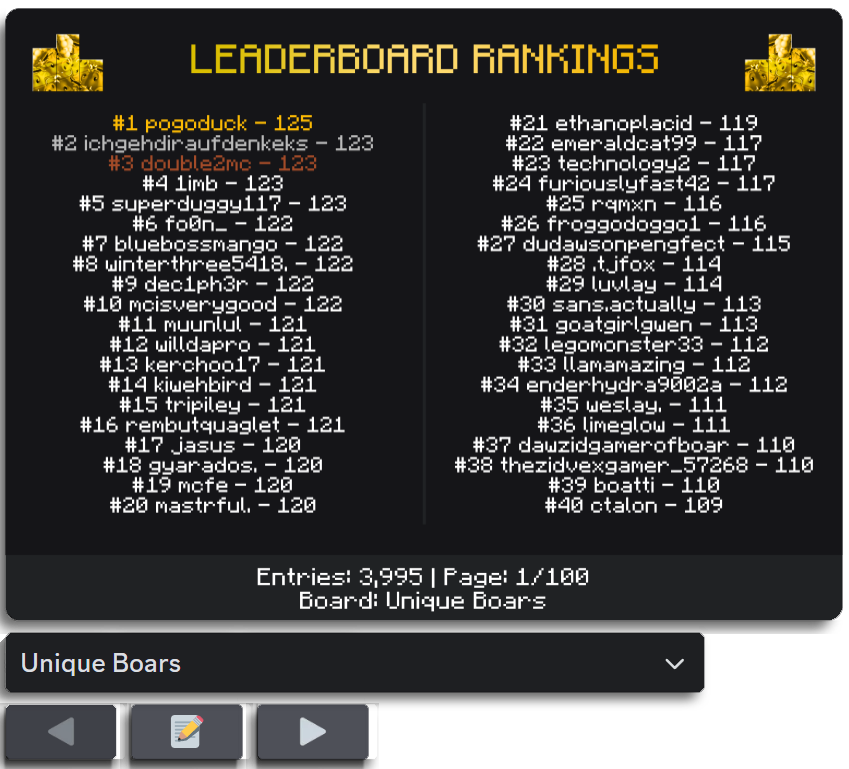 LEADERBOARD RANKINGS
#1 pogoduck - 125
#2 ichgehdiraufdenkeks - 123
#3 double2mc - 123
#4 1imb - 123
#5 superduggy117 - 123
#6 fo0n_ - 122
#7 bluebossmango - 122
#8 winterthree5418. - 122
#9 dec1ph3r - 122
#10 mcisverygood - 122
#11 muunlul - 121
#12 willdapro - 121
#13 kerchoo17 - 121
#14 kiwehbird - 121
#15 tripiley - 121
#16 rembutquaglet - 121
#17 jasus - 120
#18 gyarados. - 120
#19 mcfe - 120
#20 mastrful. - 120
#21 ethanoplacid - 119
#22 emeraldcat99 - 117
#23 technology2 - 117
#24 furiouslyfast42 - 117
#25 rqmxn - 116
#26 froggodoggo1 - 116
#27 dudawsonpengfect - 115
#28 .tjfox - 114
#29 luvlay - 114
#30 sans.actually - 113
#31 goatgirlgwen - 113
#32 legomonster33 - 112
#33 llamamazing - 112
#34 enderhydra9002a - 112
#35 weslay. - 111
#36 limeglow - 111
#37 dawzidgamerofboar - 110
#38 thezidvexgamer_57268 - 110
#39 boatti - 110
#40 ctalon - 109
Entries: 3,995 | Page: 1/100
Board: Unique Boars
Unique Boars